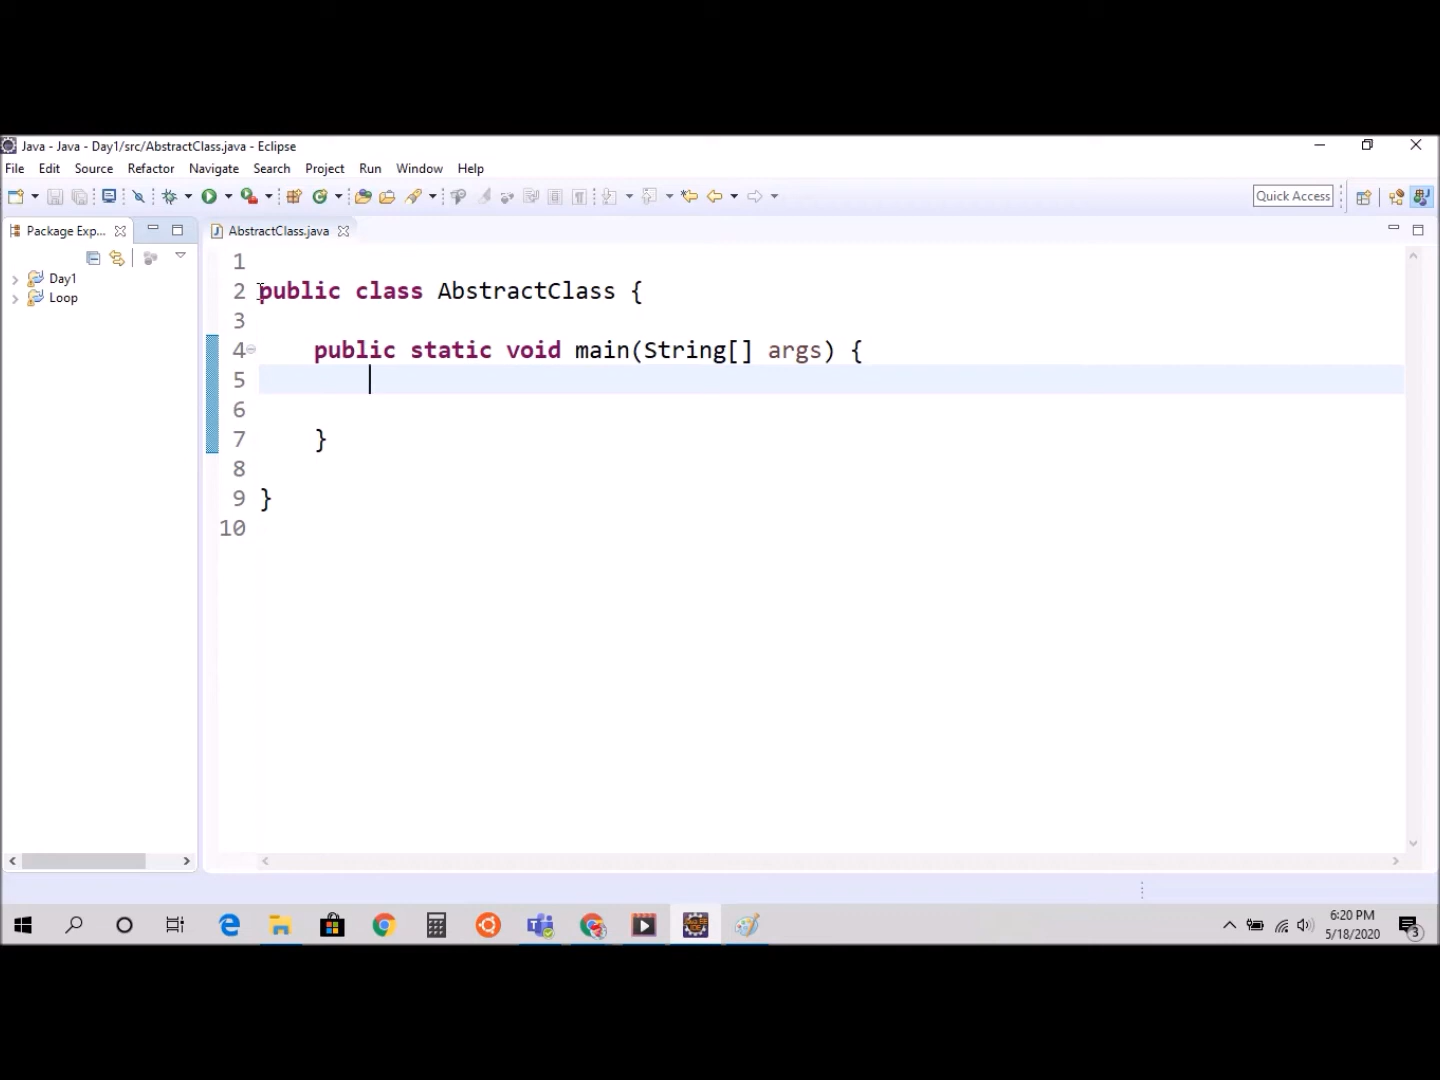 Java - Java - Day1/src/AbstractClass.java - Eclipse
File Edit Source Refactor Navigate Search Project Run Window Help
Quick Access
Package Exp... AbstractClass.java
Day1
Loop
1
2 public class AbstractClass {
3
4 public static void main(String[] args) {
5
6
7 }
8
9 }
10
6:20 PM
5/18/2020
3